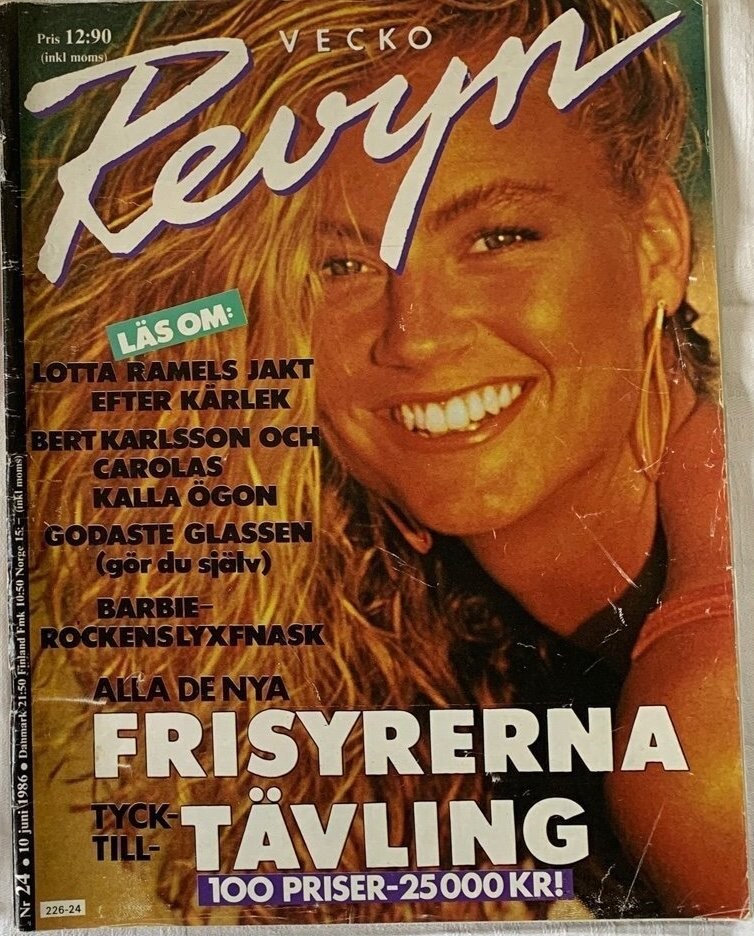 Pris 12:90
(inkl moms)
VECKO
Revyn
LÄS OM:
LOTTA RAMELS JAKT
EFTER KÄRLEK
BERT KARLSSON OCH
CAROLAS
KALLA ÖGON
GODASTE GLASSEN
(gör du själv)
BARBIE-
ROCKENS LYXFNASK
ALLA DE NYA
FRISYRERNA
TYCK-
TILL-
TÄVLING
100 PRISER-25000 KR!
226-24
Nr 24 • 10 juni 1986 • Danmark 21:50 Finland Fmk 10:50 Norge 15:- (inkl moms)